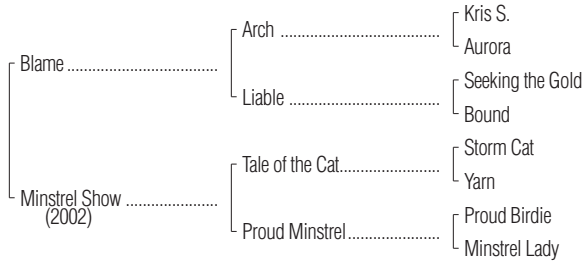 Kris S.
Arch ........................................
Aurora
Blame ......................................
Seeking the Gold
Liable ......................................
Bound
Storm Cat
Tale of the Cat.........................
Yarn
Minstrel Show .......................
(2002)
Proud Birdie
Proud Minstrel.......................
Minstrel Lady